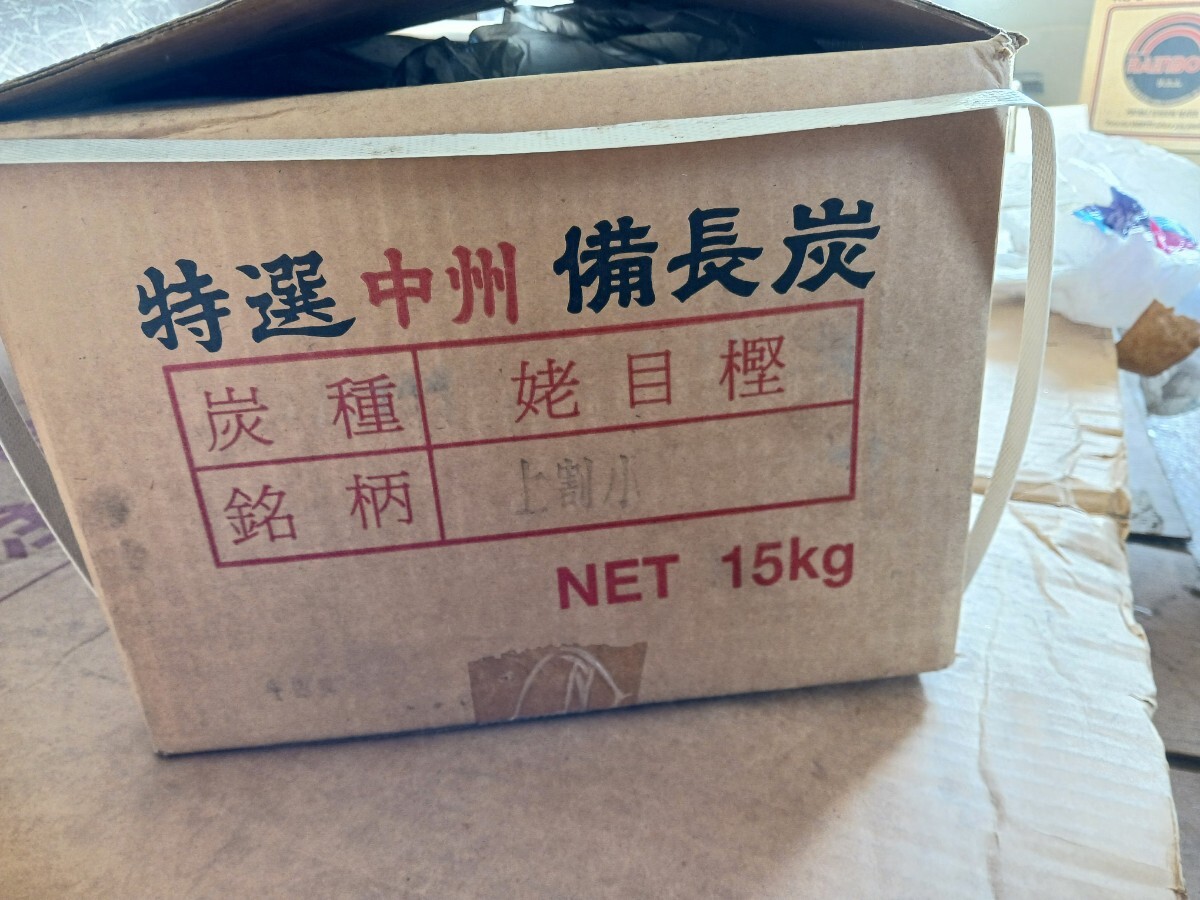 特選 中州 備長炭
炭種 姥目樫
銘柄 上割小
NET 15kg